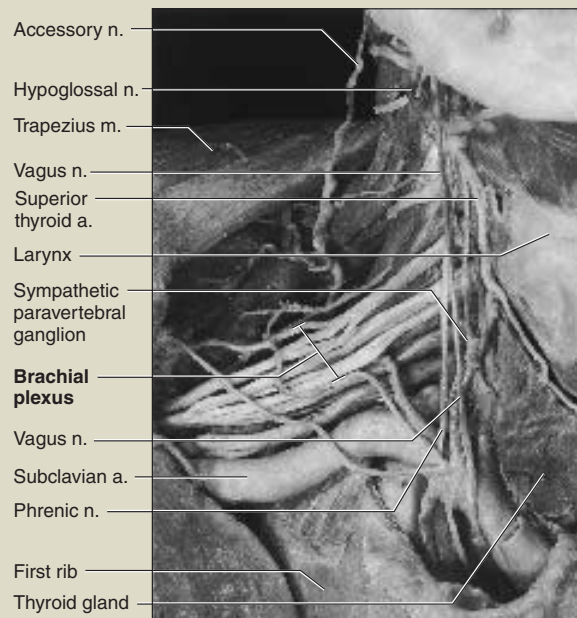 Accessory n.
Hypoglossal n.
Trapezius m.
Vagus n.
Superior
thyroid a.
Larynx
Sympathetic
paravertebral
ganglion
Brachial
plexus
Vagus n.
Subclavian a.
Phrenic n.
First rib
Thyroid gland